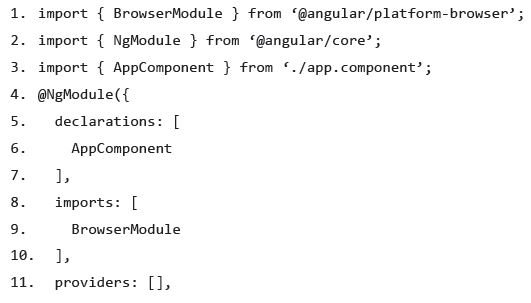 1. import { BrowserModule } from ‘@angular/platform-browser’;
2. import { NgModule } from ‘@angular/core’;
3. import { AppComponent } from ‘./app.component’;
4. @NgModule({
5. declarations: [
6. AppComponent
7. ],
8. imports: [
9. BrowserModule
10. ],
11. providers: [],